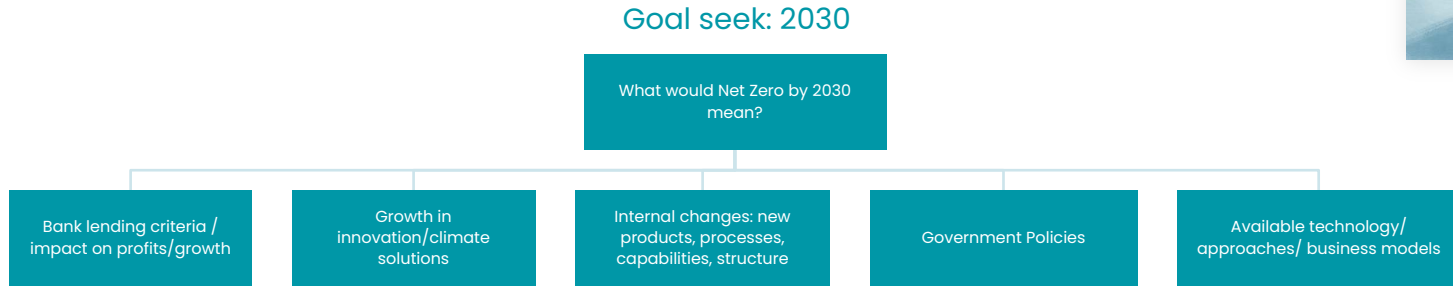 Goal seek: 2030
What would Net Zero by 2030
mean?
Bank lending criteria /
impact on profits/growth
Growth in
innovation/climate
solutions
Internal changes: new
products, processes,
capabilities, structure
Government Policies
Available technology/
approaches/ business models